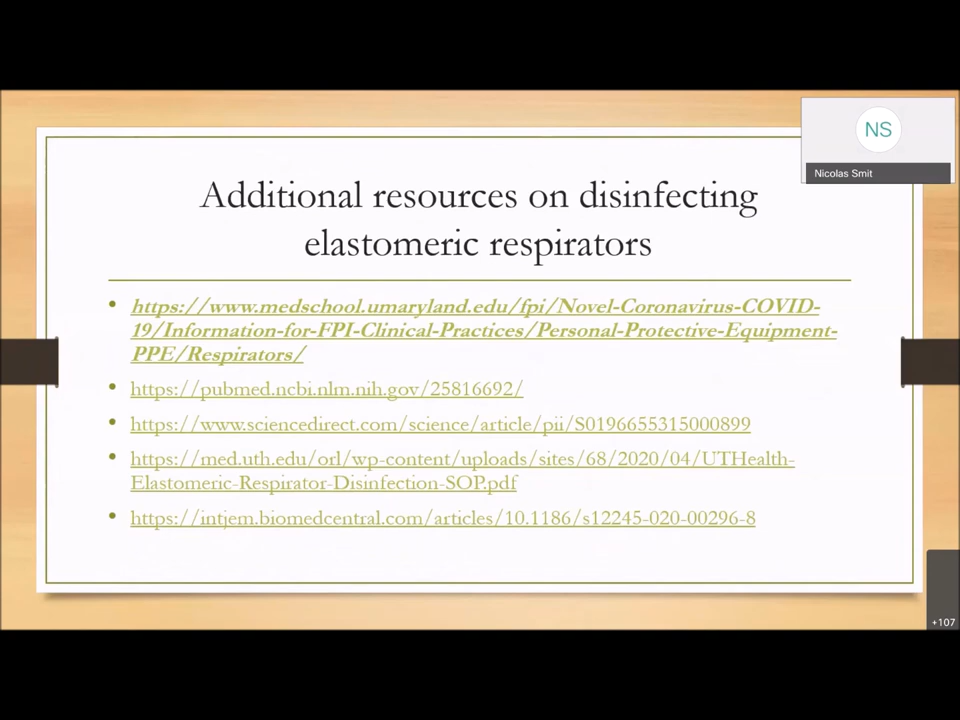 NS
Nicolas Smit
Additional resources on disinfecting
elastomeric respirators
• https://www.medschool.umaryland.edu/fpi/Novel-Coronavirus-COVID-
19/Information-for-FPI-Clinical-Practices/Personal-Protective-Equipment-
PPE/Respirators/
• https://pubmed.ncbi.nlm.nih.gov/25816692/
• https://www.sciencedirect.com/science/article/pii/S0196655315000899
• https://med.uth.edu/orl/wp-content/uploads/sites/68/2020/04/UTHealth-
Elastomeric-Respirator-Disinfection-SOP.pdf
• https://intjem.biomedcentral.com/articles/10.1186/s12245-020-00296-8
+107